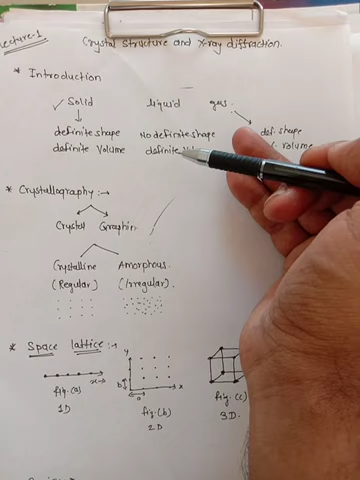 Lecture-1
Crystal Structure and X-ray diffraction.
* Introduction
✓ Solid liquid gas.
definite shape No definite shape def. shape
definite Volume definite volume.
* Crystallography :→
Crystal Graphin
Crystalline Amorphous.
(Regular) (Irregular).
* Space lattice :→
y
b
a
x→ x
fig.(a) fig.(b) fig.(c)
1D 2D 3D.